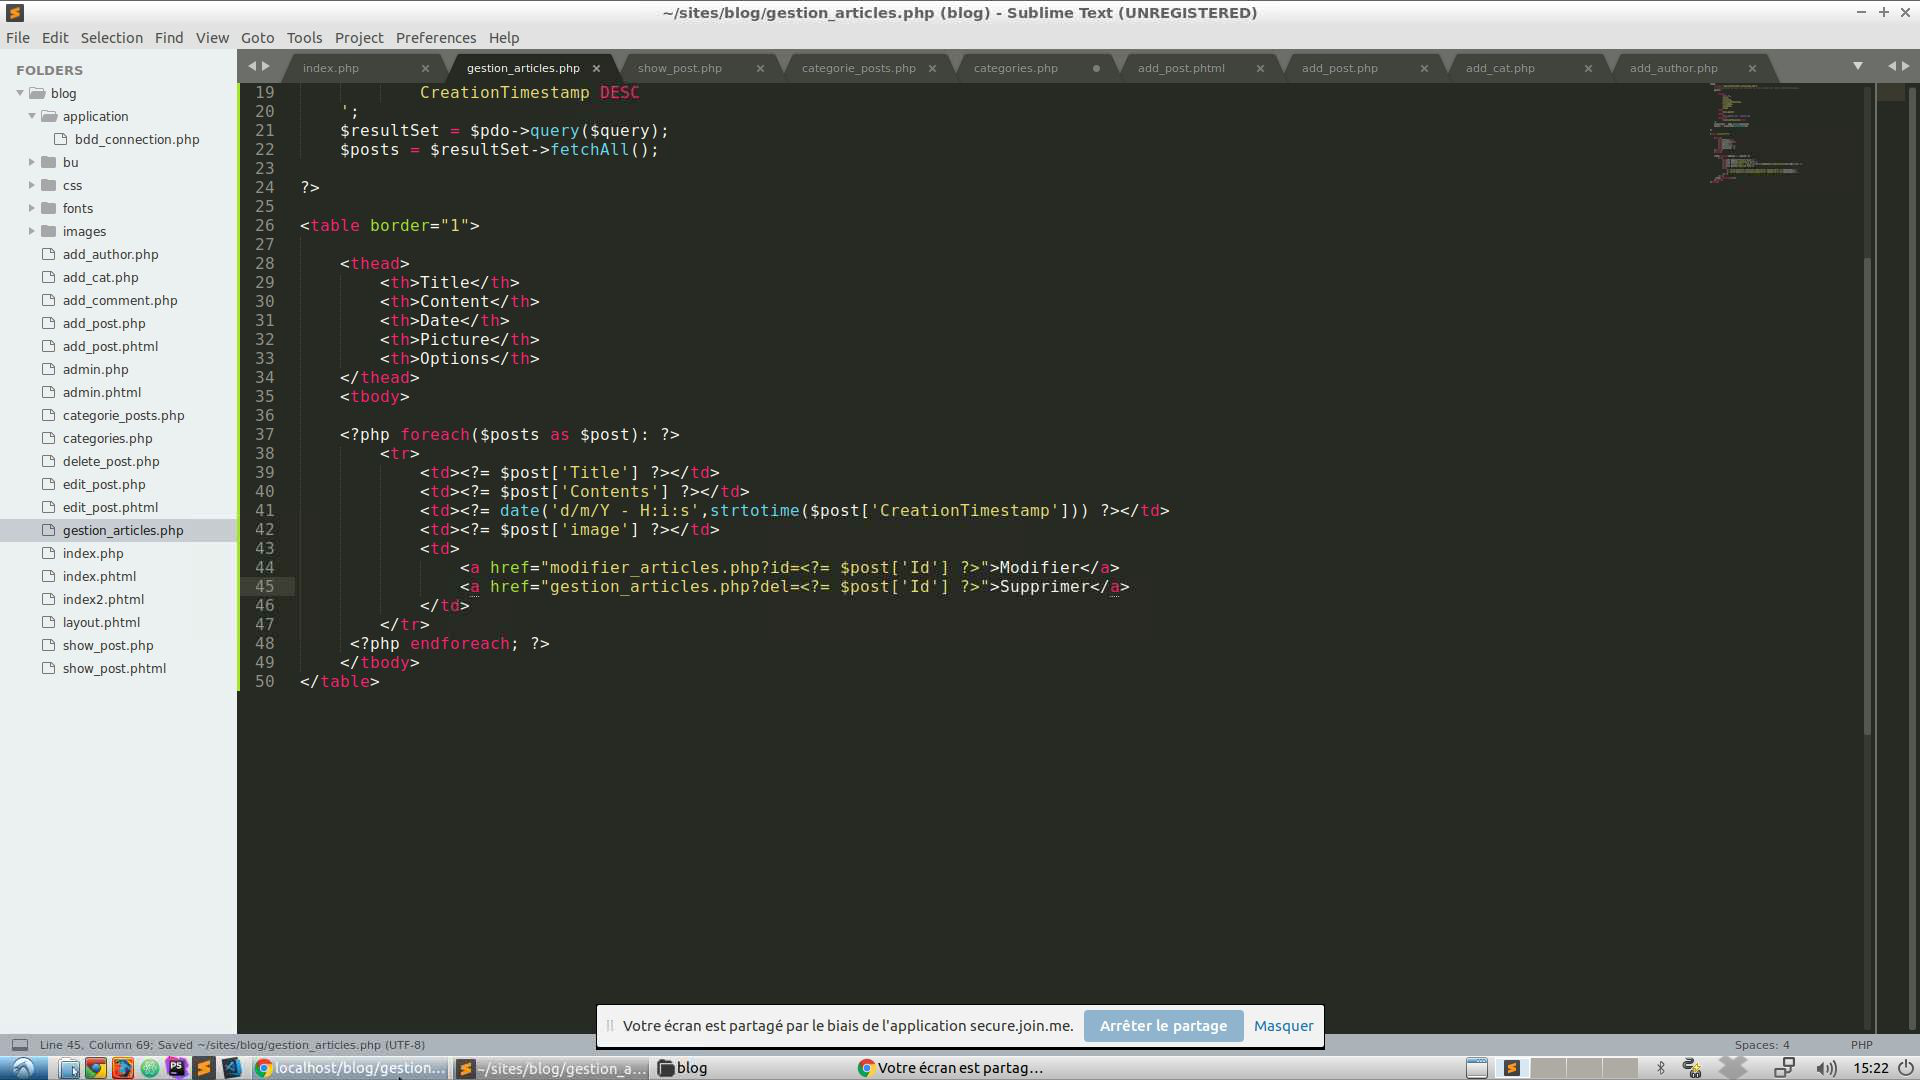 ~/sites/blog/gestion_articles.php (blog) - Sublime Text (UNREGISTERED)
File Edit Selection Find View Goto Tools Project Preferences Help
FOLDERS
blog
application
bdd_connection.php
bu
css
fonts
images
add_author.php
add_cat.php
add_comment.php
add_post.php
add_post.phtml
admin.php
admin.phtml
categorie_posts.php
categories.php
delete_post.php
edit_post.php
edit_post.phtml
gestion_articles.php
index.php
index.phtml
index2.phtml
layout.phtml
show_post.php
show_post.phtml
index.php gestion_articles.php show_post.php categorie_posts.php categories.php add_post.phtml add_post.php add_cat.php add_author.php
19 CreationTimestamp DESC
20 ';
21 $resultSet = $pdo->query($query);
22 $posts = $resultSet->fetchAll();
23
24 ?>
25
26 <table border="1">
27
28 <thead>
29 <th>Title</th>
30 <th>Content</th>
31 <th>Date</th>
32 <th>Picture</th>
33 <th>Options</th>
34 </thead>
35 <tbody>
36
37 <?php foreach($posts as $post): ?>
38 <tr>
39 <td><?= $post['Title'] ?></td>
40 <td><?= $post['Contents'] ?></td>
41 <td><?= date('d/m/Y - H:i:s',strtotime($post['CreationTimestamp'])) ?></td>
42 <td><?= $post['image'] ?></td>
43 <td>
44 <a href="modifier_articles.php?id=<?= $post['Id'] ?>">Modifier</a>
45 <a href="gestion_articles.php?del=<?= $post['Id'] ?>">Supprimer</a>
46 </td>
47 </tr>
48 <?php endforeach; ?>
49 </tbody>
50 </table>
Votre écran est partagé par le biais de l'application secure.join.me. Arrêter le partage Masquer
Line 45, Column 69; Saved ~/sites/blog/gestion_articles.php (UTF-8) Spaces: 4 PHP
localhost/blog/gestion... ~/sites/blog/gestion_a... blog Votre écran est partag... 15:22